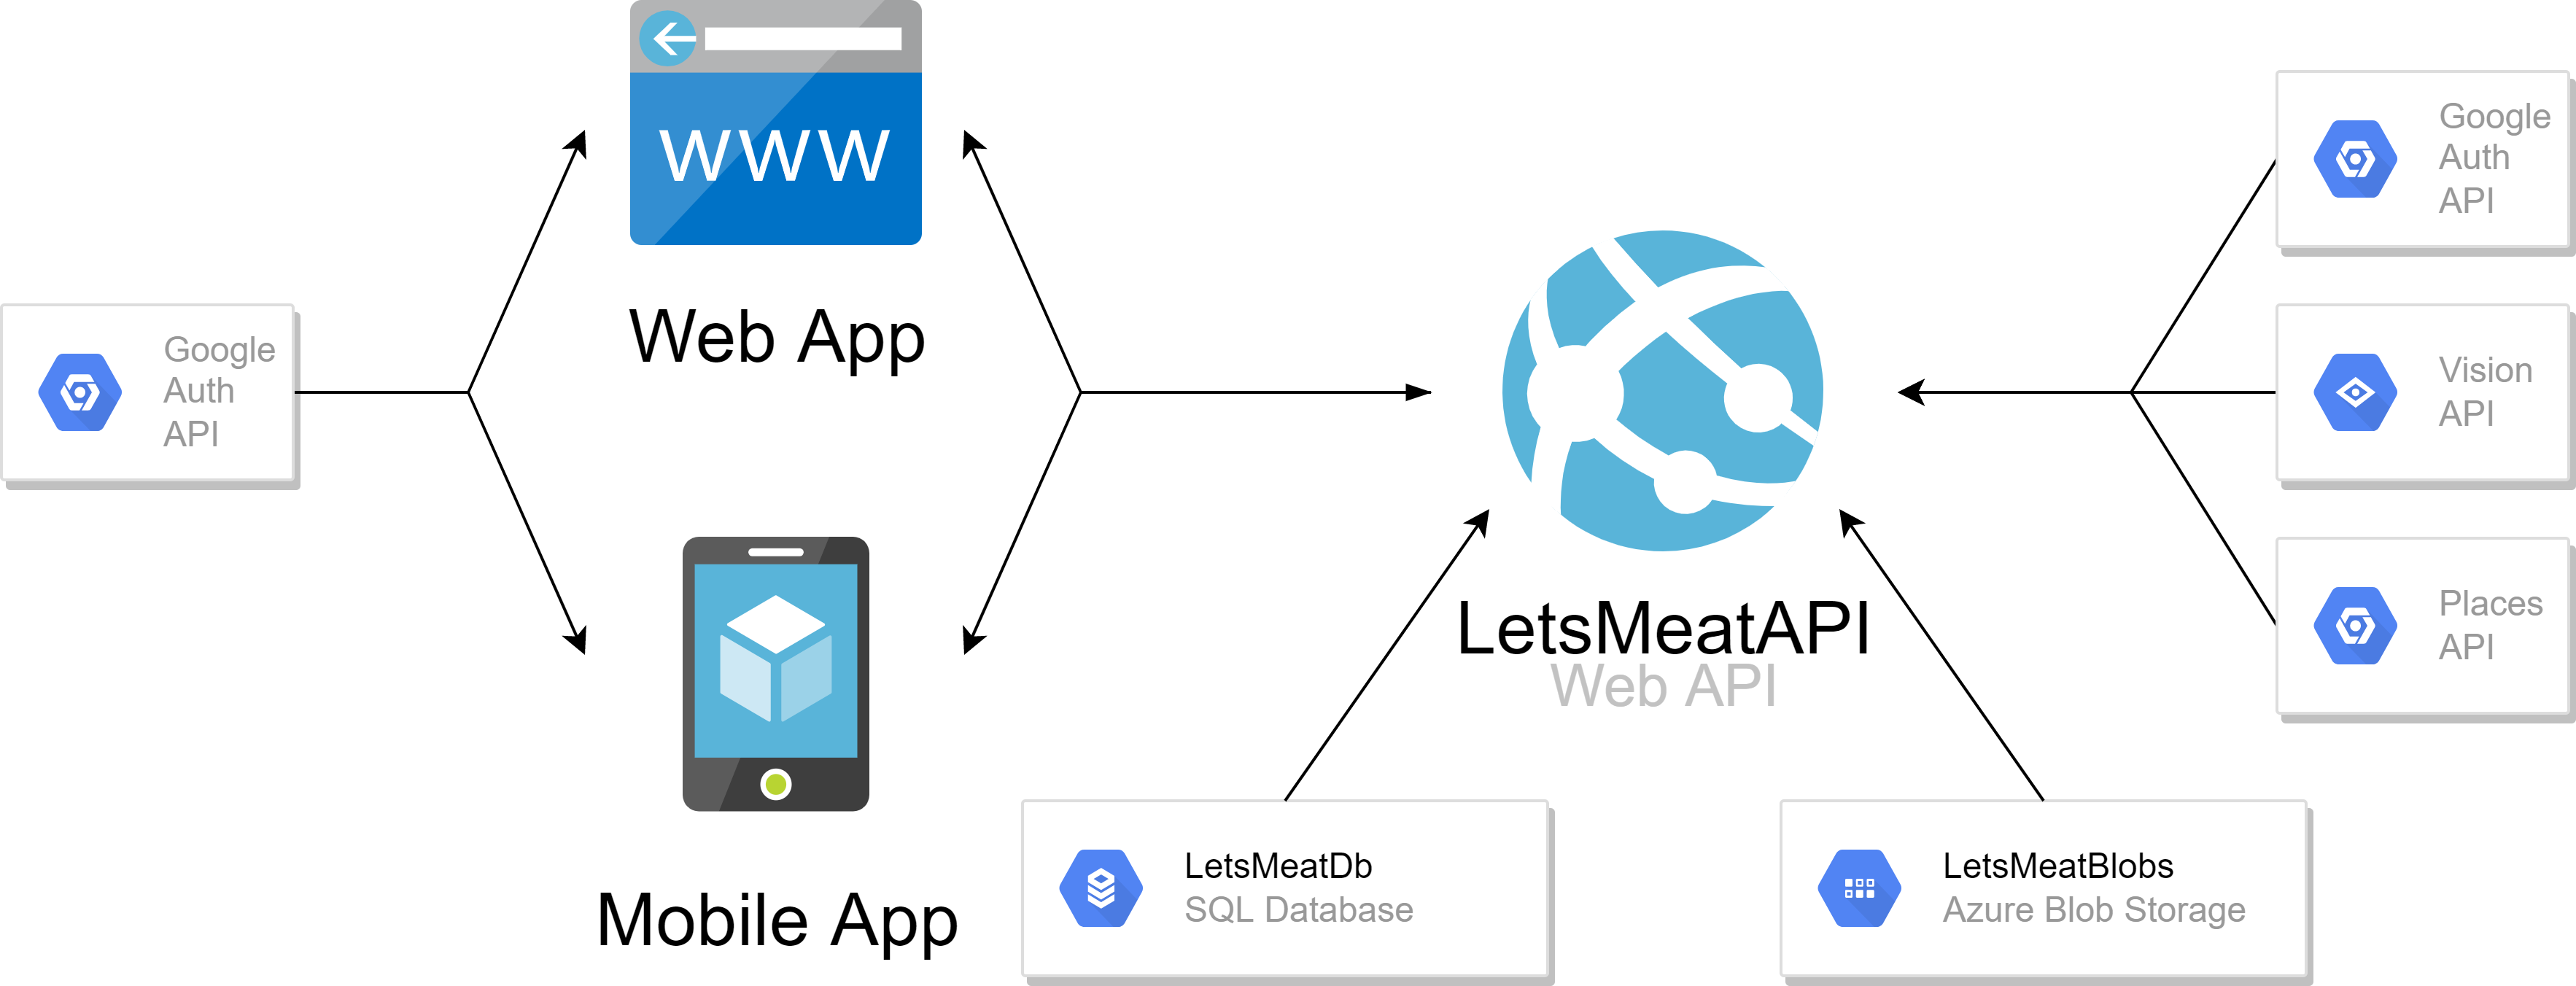 Google
Auth
API
WWW
Web App
Mobile App
LetsMeatAPI
Web API
LetsMeatDb
SQL Database
LetsMeatBlobs
Azure Blob Storage
Google
Auth
API
Vision
API
Places
API